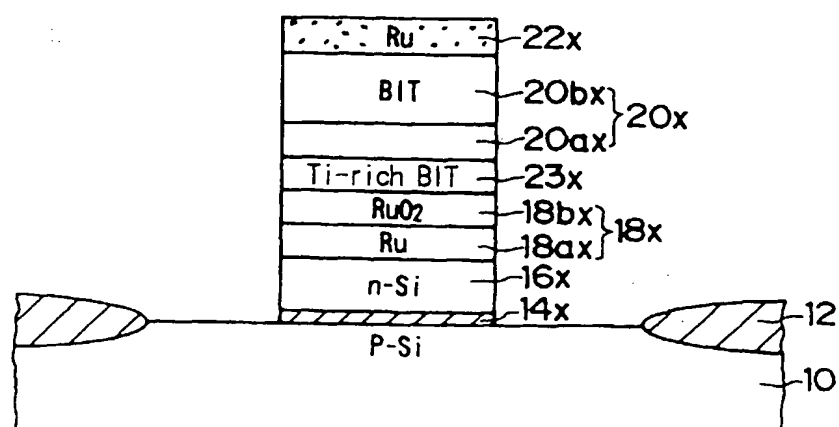 Ru 22x
BIT 20bx
20x
20ax
Ti-rich BIT 23x
RuO₂ 18bx
18x
Ru 18ax
n-Si 16x
14x
P-Si
12
10